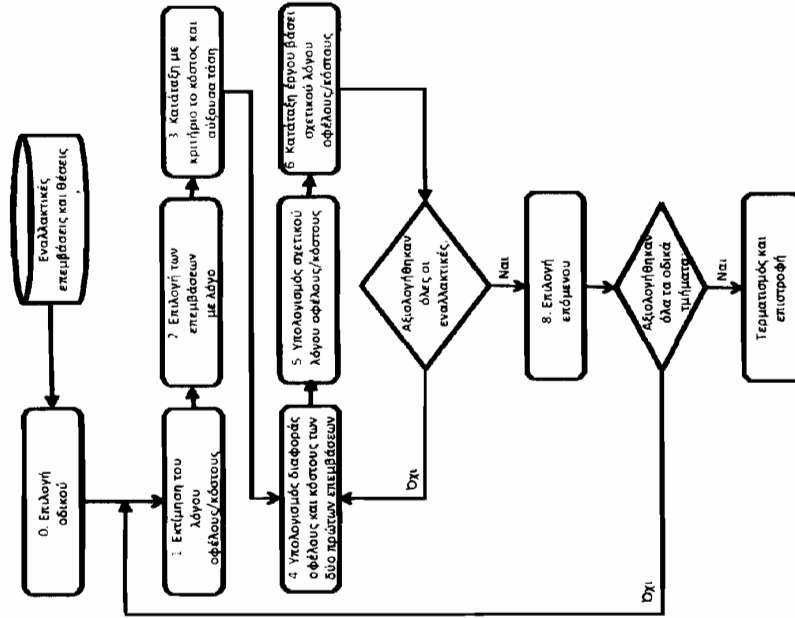 Εναλλακτικές
επεμβάσεις και θέσεις
0. Επιλογή
οδικού
1 Εκτίμηση του
λόγου
οφέλους/κόστους
2 Επιλογή των
επεμβάσεων
με λόγο
3 Κατάταξη με
κριτήριο το κόστος και
αύξουσα τάση
4 Υπολογισμός διαφοράς
οφέλους και κόστους των
δύο πρώτων επεμβάσεων
5 Υπολογισμός σχετικού
λόγου οφέλους/κόστους
6 Κατάταξη έργου βάσει
σχετικού λόγου
οφέλους/κόστους
Αξιολογήθηκαν
όλες οι
εναλλακτικές.
Όχι
Ναι
8. Επιλογή
επόμενου
Αξιολογήθηκαν
όλα τα οδικά
τμήματα
Όχι
Ναι
Τερματισμός και
επιστροφή